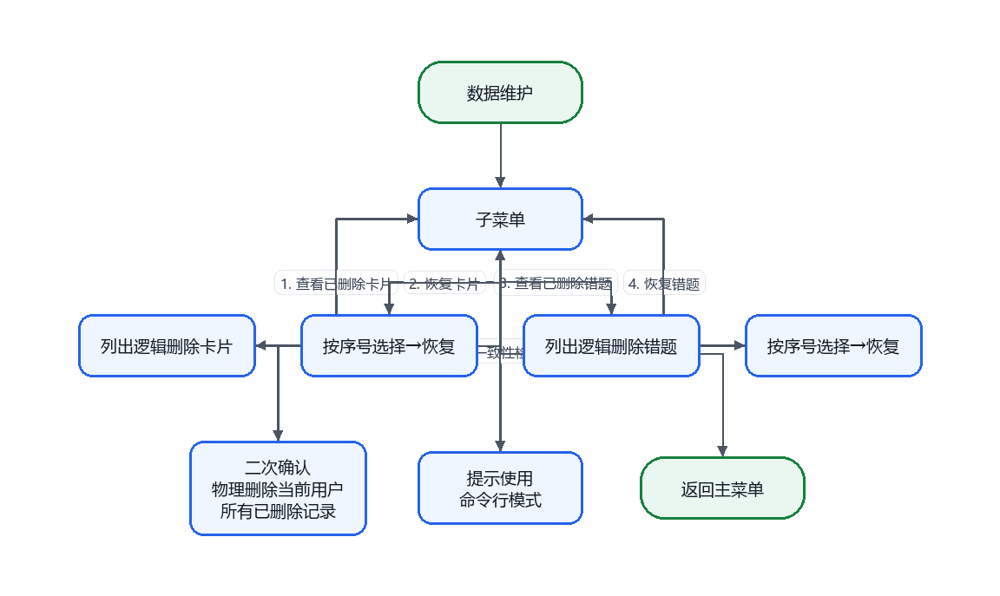 数据维护
子菜单
1. 查看已删除卡片
2. 恢复卡片
3. 查看已删除错题
4. 恢复错题
列出逻辑删除卡片
按序号选择→恢复
一致性检
列出逻辑删除错题
按序号选择→恢复
二次确认
物理删除当前用户
所有已删除记录
提示使用
命令行模式
返回主菜单